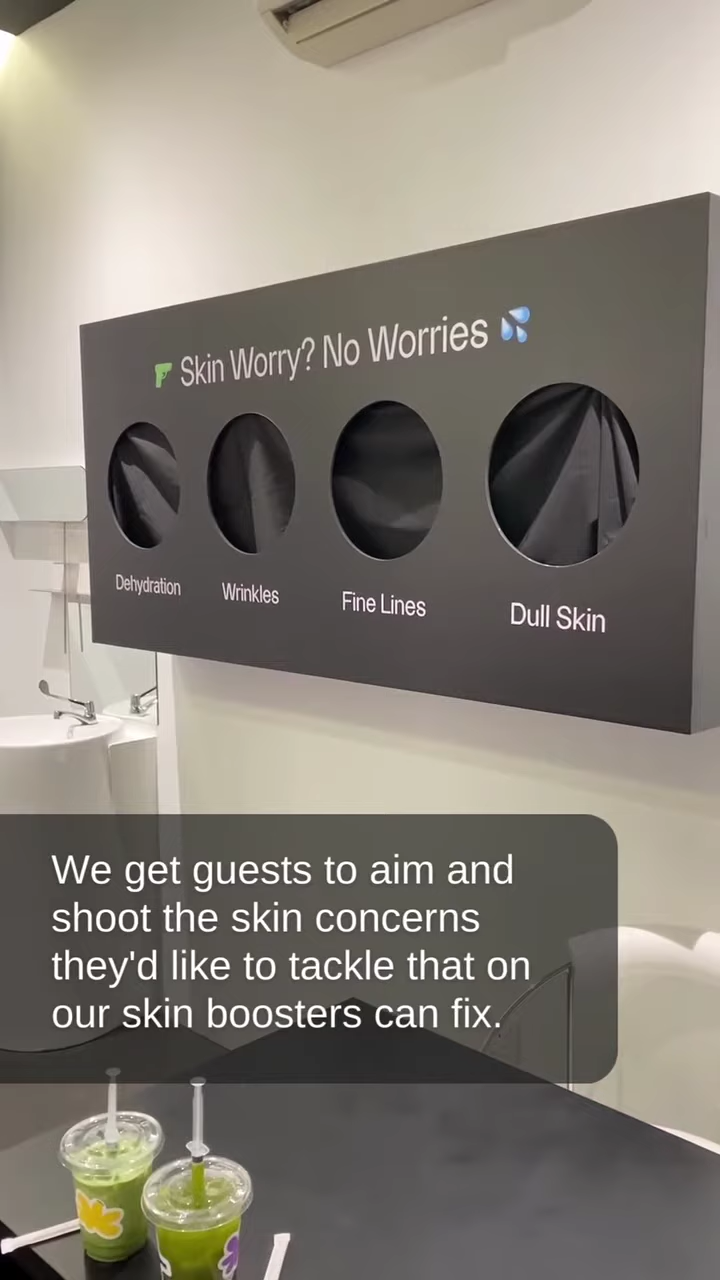 🔫 Skin Worry? No Worries 💦
Dehydration
Wrinkles
Fine Lines
Dull Skin
We get guests to aim and
shoot the skin concerns
they'd like to tackle that on
our skin boosters can fix.